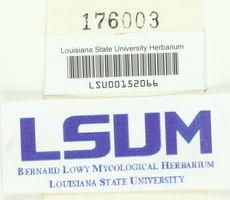 176003
Louisiana State University Herbarium
LSU00152066
LSUM
BERNARD LOWY MYCOLOGICAL HERBARIUM
LOUISIANA STATE UNIVERSITY